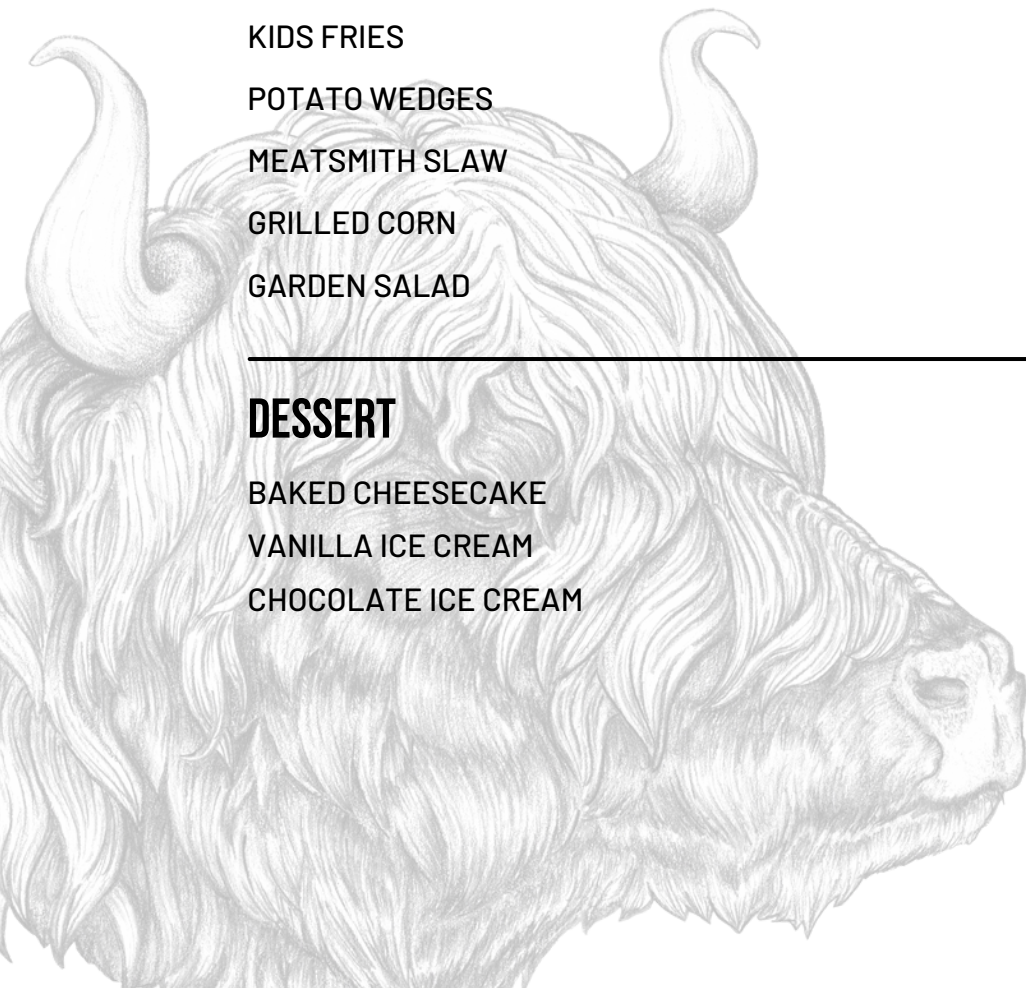 KIDS FRIES
POTATO WEDGES
MEATSMITH SLAW
GRILLED CORN
GARDEN SALAD
DESSERT
BAKED CHEESECAKE
VANILLA ICE CREAM
CHOCOLATE ICE CREAM